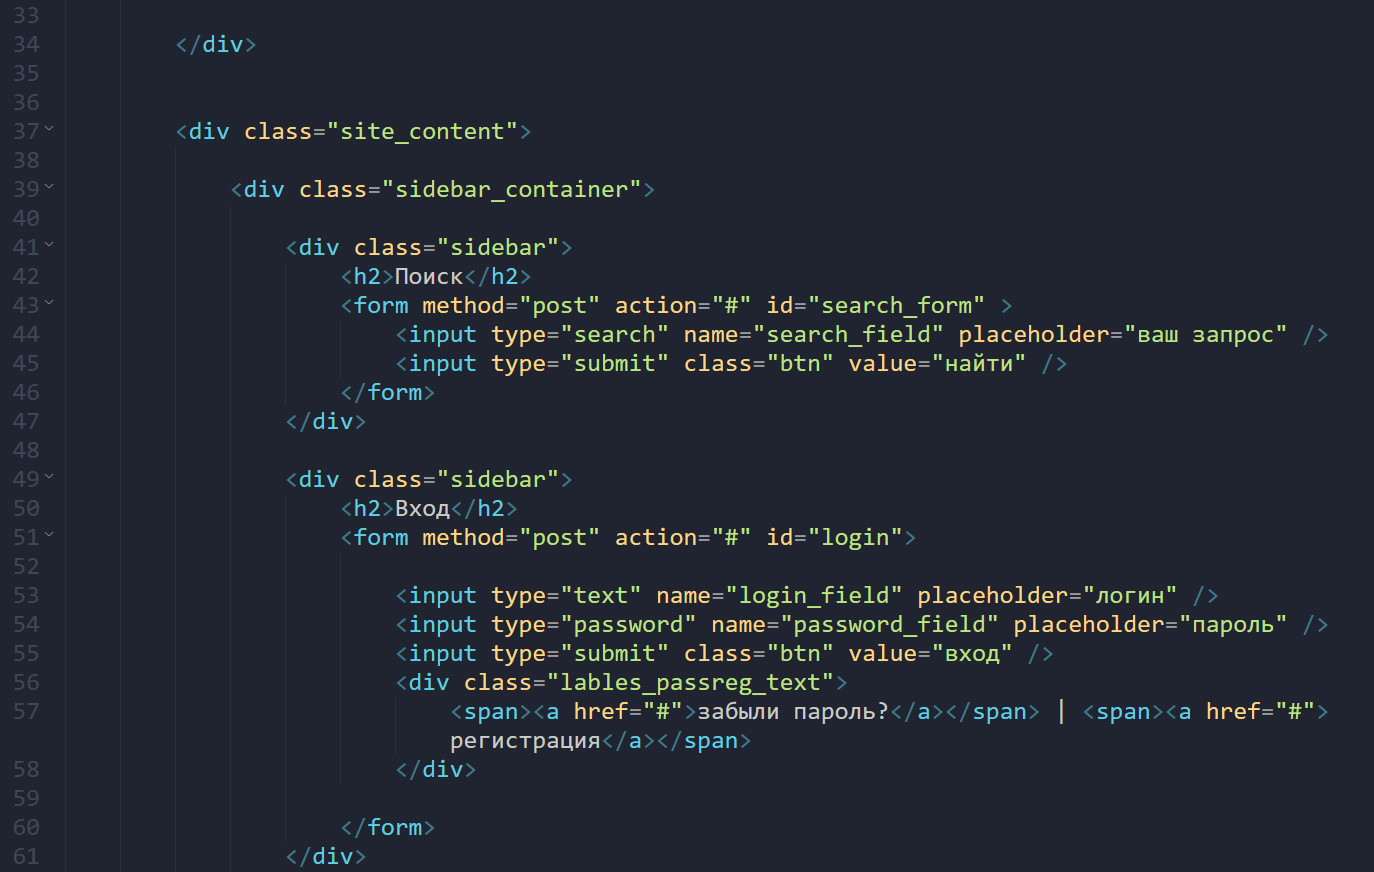 33
34 </div>
35
36
37 <div class="site_content">
38
39 <div class="sidebar_container">
40
41 <div class="sidebar">
42 <h2>Поиск</h2>
43 <form method="post" action="#" id="search_form" >
44 <input type="search" name="search_field" placeholder="ваш запрос" />
45 <input type="submit" class="btn" value="найти" />
46 </form>
47 </div>
48
49 <div class="sidebar">
50 <h2>Вход</h2>
51 <form method="post" action="#" id="login">
52
53 <input type="text" name="login_field" placeholder="логин" />
54 <input type="password" name="password_field" placeholder="пароль" />
55 <input type="submit" class="btn" value="вход" />
56 <div class="lables_passreg_text">
57 <span><a href="#">забыли пароль?</a></span> | <span><a href="#">
регистрация</a></span>
58 </div>
59
60 </form>
61 </div>